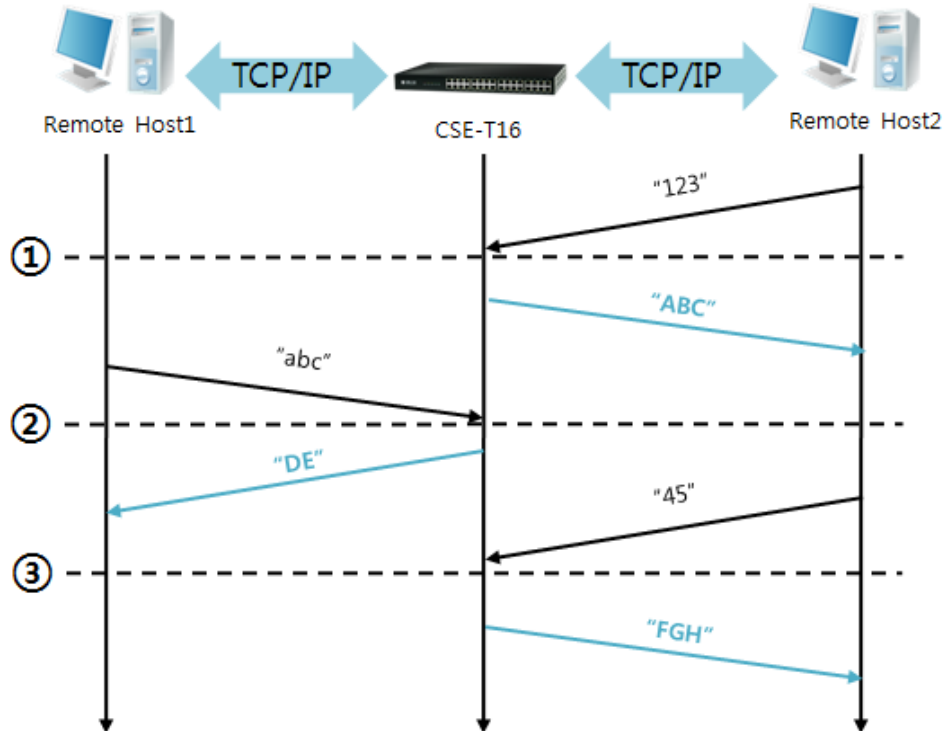 TCP/IP
TCP/IP
Remote Host1
CSE-T16
Remote Host2
"123"
①
"ABC"
"abc"
②
"DE"
"45"
③
"FGH"